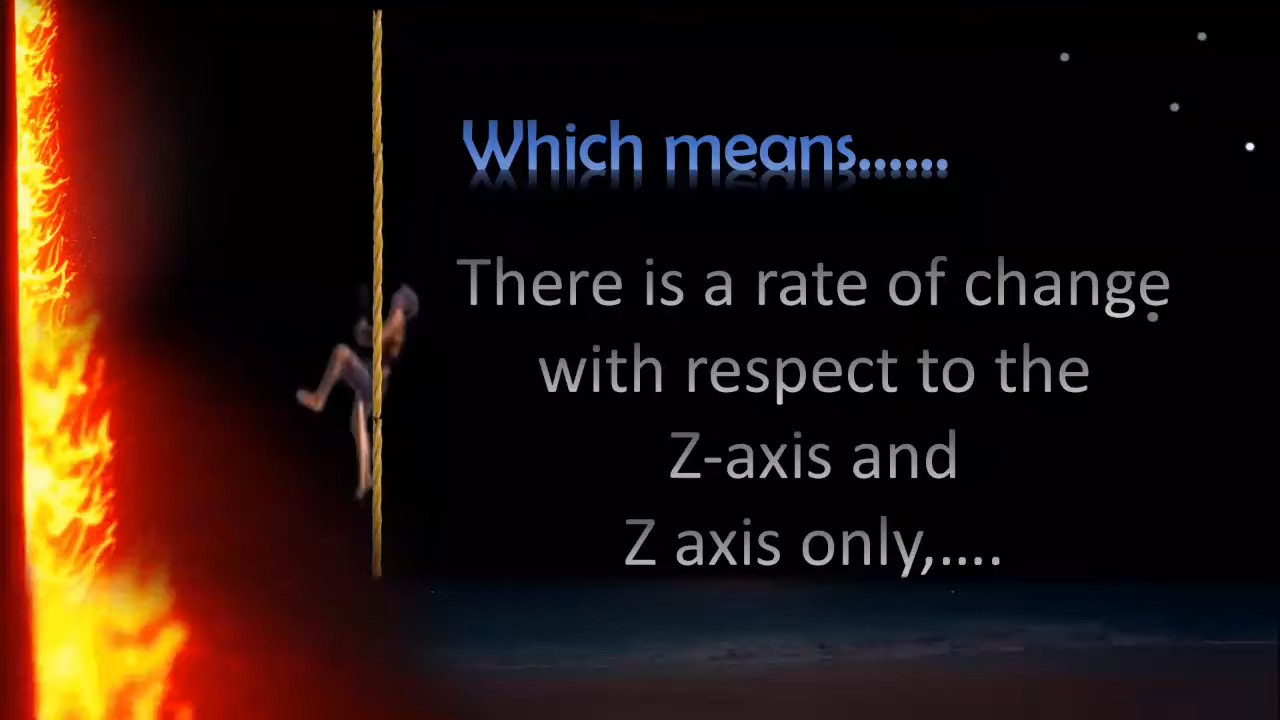 Which means......
There is a rate of change
with respect to the
Z-axis and
Z axis only,....